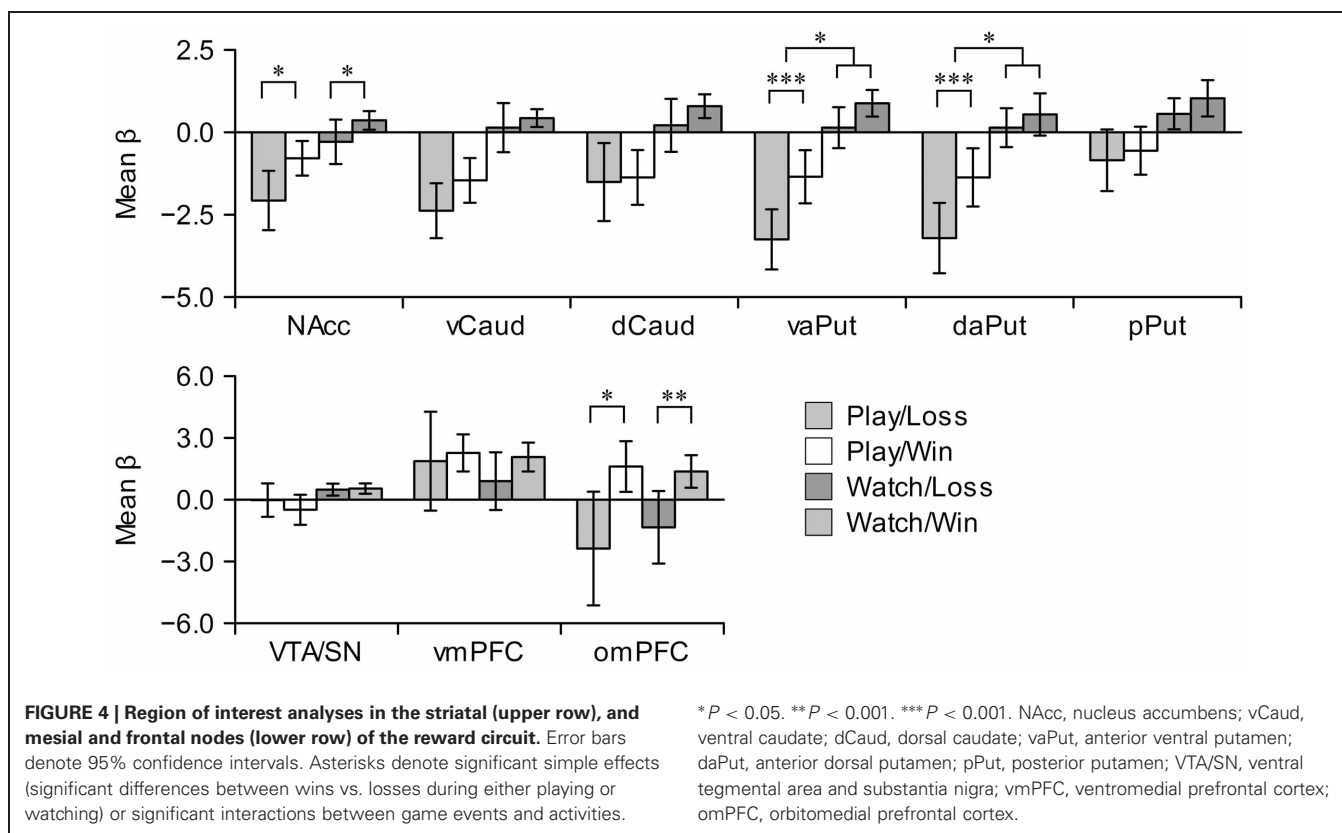 * * *** * *** *
2.5
0.0
−2.5
−5.0
Mean β
NAcc vCaud dCaud vaPut daPut pPut
6.0
3.0
0.0
−3.0
−6.0
Mean β
* **
VTA/SN vmPFC omPFC
Play/Loss
Play/Win
Watch/Loss
Watch/Win
FIGURE 4 | Region of interest analyses in the striatal (upper row), and
mesial and frontal nodes (lower row) of the reward circuit. Error bars
denote 95% confidence intervals. Asterisks denote significant simple effects
(significant differences between wins vs. losses during either playing or
watching) or significant interactions between game events and activities.
*P < 0.05. **P < 0.001. ***P < 0.001. NAcc, nucleus accumbens; vCaud,
ventral caudate; dCaud, dorsal caudate; vaPut, anterior ventral putamen;
daPut, anterior dorsal putamen; pPut, posterior putamen; VTA/SN, ventral
tegmental area and substantia nigra; vmPFC, ventromedial prefrontal cortex;
omPFC, orbitomedial prefrontal cortex.